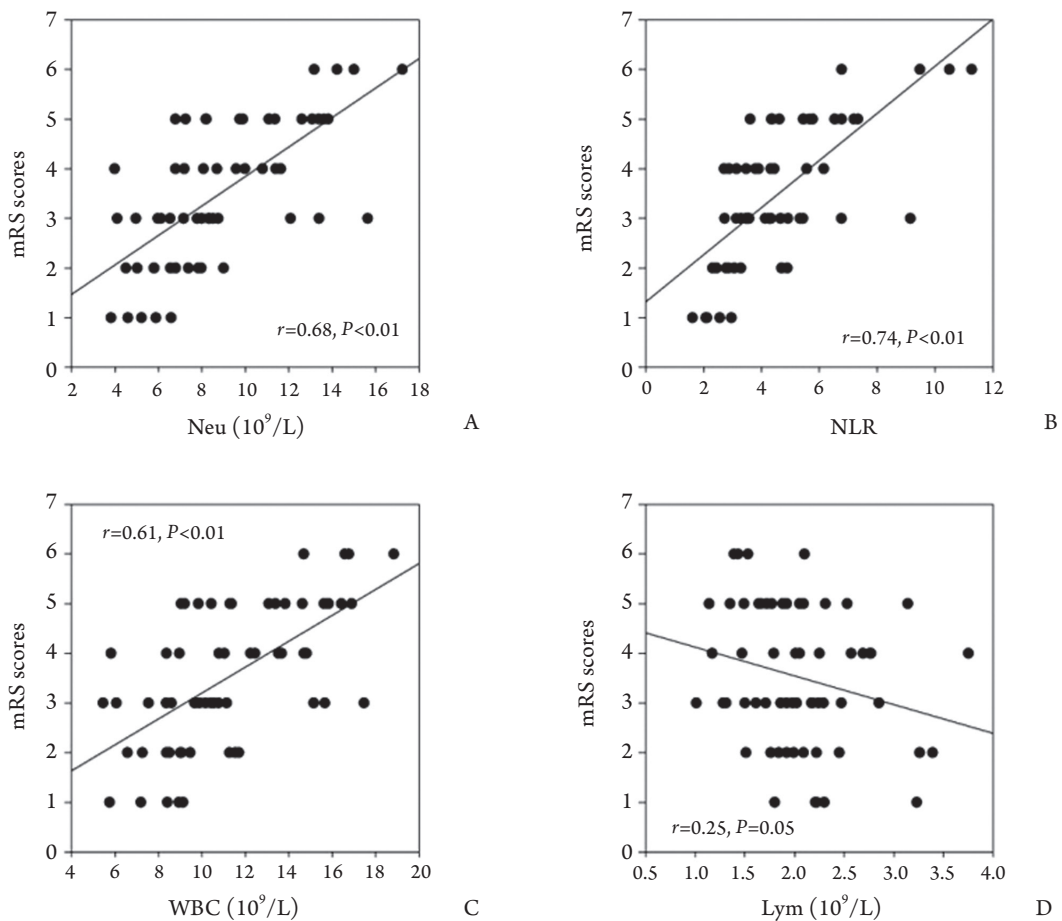 7
6
5
4
3
2
1
0
mRS scores
r=0.68, P<0.01
2 4 6 8 10 12 14 16 18
Neu (10⁹/L)
A
7
6
5
4
3
2
1
0
mRS scores
r=0.74, P<0.01
0 2 4 6 8 10 12
NLR
B
7
6
5
4
3
2
1
0
mRS scores
r=0.61, P<0.01
4 6 8 10 12 14 16 18 20
WBC (10⁹/L)
C
7
6
5
4
3
2
1
0
mRS scores
r=0.25, P=0.05
0.5 1.0 1.5 2.0 2.5 3.0 3.5 4.0
Lym (10⁹/L)
D